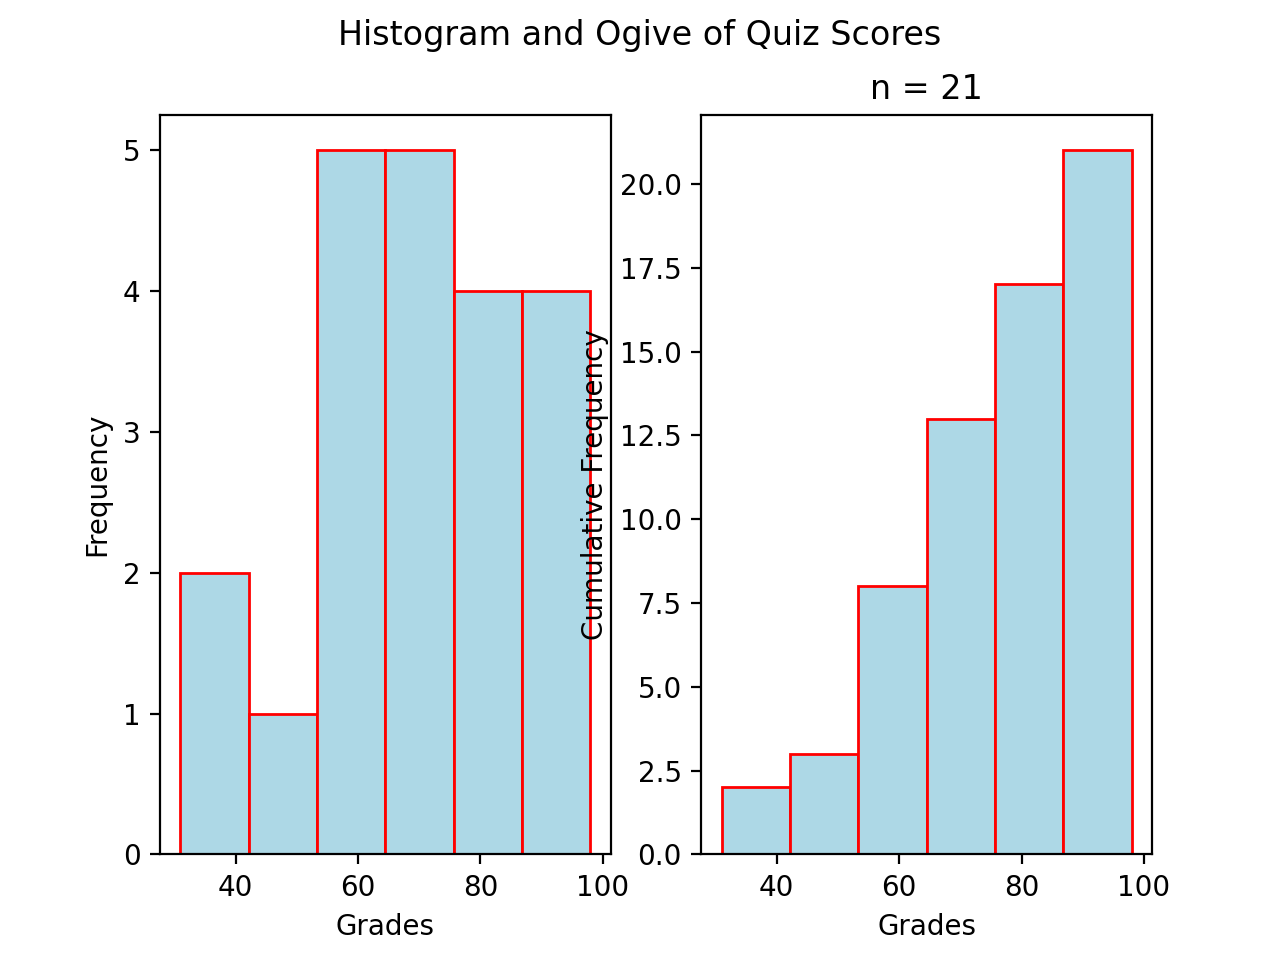 Histogram and Ogive of Quiz Scores
n = 21
5
4
3
2
1
0
Frequency
40 60 80 100
Grades
20.0
17.5
15.0
12.5
10.0
7.5
5.0
2.5
0.0
Cumulative Frequency
40 60 80 100
Grades